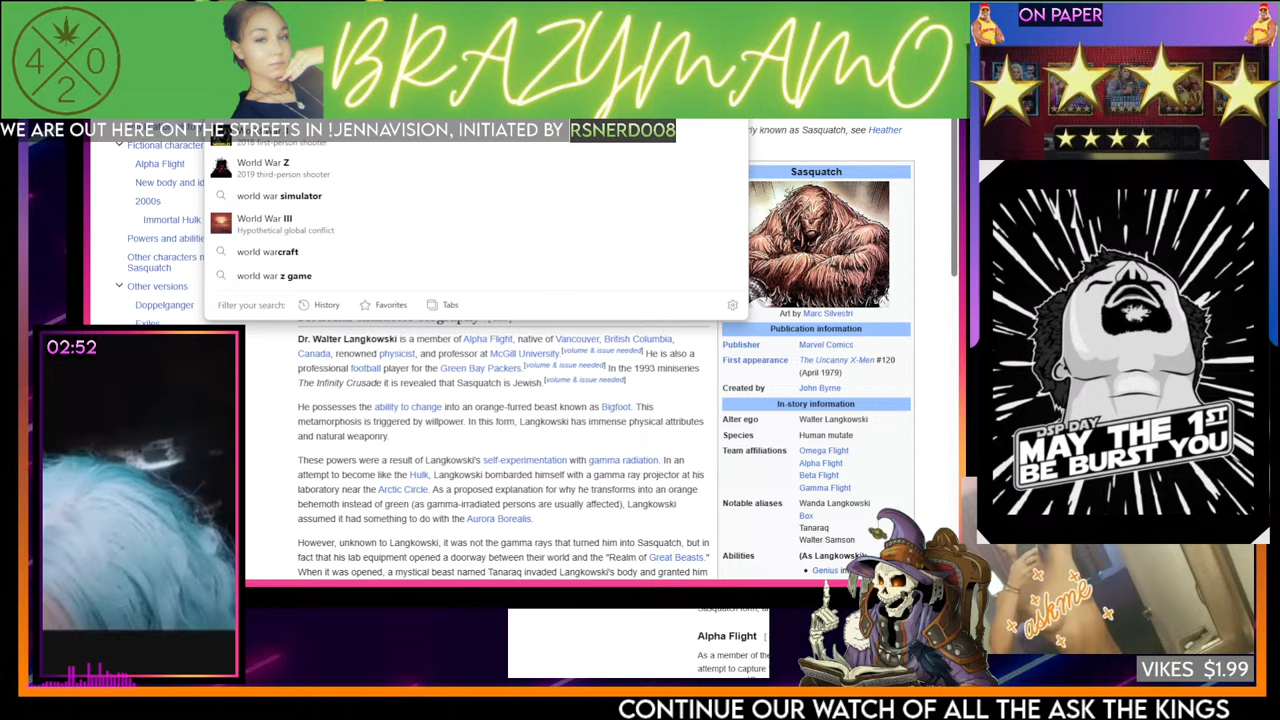 420
BRAZYMAMO
ON PAPER
WE ARE OUT HERE ON THE STREETS IN !JENNAVISION, INITIATED BY RSNERD008
rly known as Sasquatch, see Heather
Fictional character
Alpha Flight
New body and id
2000s
Immortal Hulk
Powers and abilitie
Other characters n
Sasquatch
Other versions
Doppelganger
Exiles
2018 first-person shooter
World War Z
2019 third-person shooter
world war simulator
World War III
Hypothetical global conflict
world warcraft
world war z game
Filter your search: History Favorites Tabs
Dr. Walter Langkowski is a member of Alpha Flight, native of Vancouver, British Columbia,
Canada, renowned physicist, and professor at McGill University.[volume & issue needed] He is also a
professional football player for the Green Bay Packers.[volume & issue needed] In the 1993 miniseries
The Infinity Crusade it is revealed that Sasquatch is Jewish.[volume & issue needed]
He possesses the ability to change into an orange-furred beast known as Bigfoot. This
metamorphosis is triggered by willpower. In this form, Langkowski has immense physical attributes
and natural weaponry.
These powers were a result of Langkowski's self-experimentation with gamma radiation. In an
attempt to become like the Hulk, Langkowski bombarded himself with a gamma ray projector at his
laboratory near the Arctic Circle. As a proposed explanation for why he transforms into an orange
behemoth instead of green (as gamma-irradiated persons are usually affected), Langkowski
assumed it had something to do with the Aurora Borealis.
However, unknown to Langkowski, it was not the gamma rays that turned him into Sasquatch, but in
fact that his lab equipment opened a doorway between their world and the "Realm of Great Beasts."
When it was opened, a mystical beast named Tanaraq invaded Langkowski's body and granted him
Sasquatch
Art by Marc Silvestri
Publication information
Publisher Marvel Comics
First appearance The Uncanny X-Men #120
(April 1979)
Created by John Byrne
In-story information
Alter ego Walter Langkowski
Species Human mutate
Team affiliations Omega Flight
Alpha Flight
Beta Flight
Gamma Flight
Notable aliases Wanda Langkowski
Box
Tanaraq
Walter Samson
Abilities (As Langkowski)
• Genius in
02:52
DSP DAY
MAY THE 1ST
BE BURST YOU
askme
VIKES $1.99
Alpha Flight [
As a member of the
attempt to capture
CONTINUE OUR WATCH OF ALL THE ASK THE KINGS